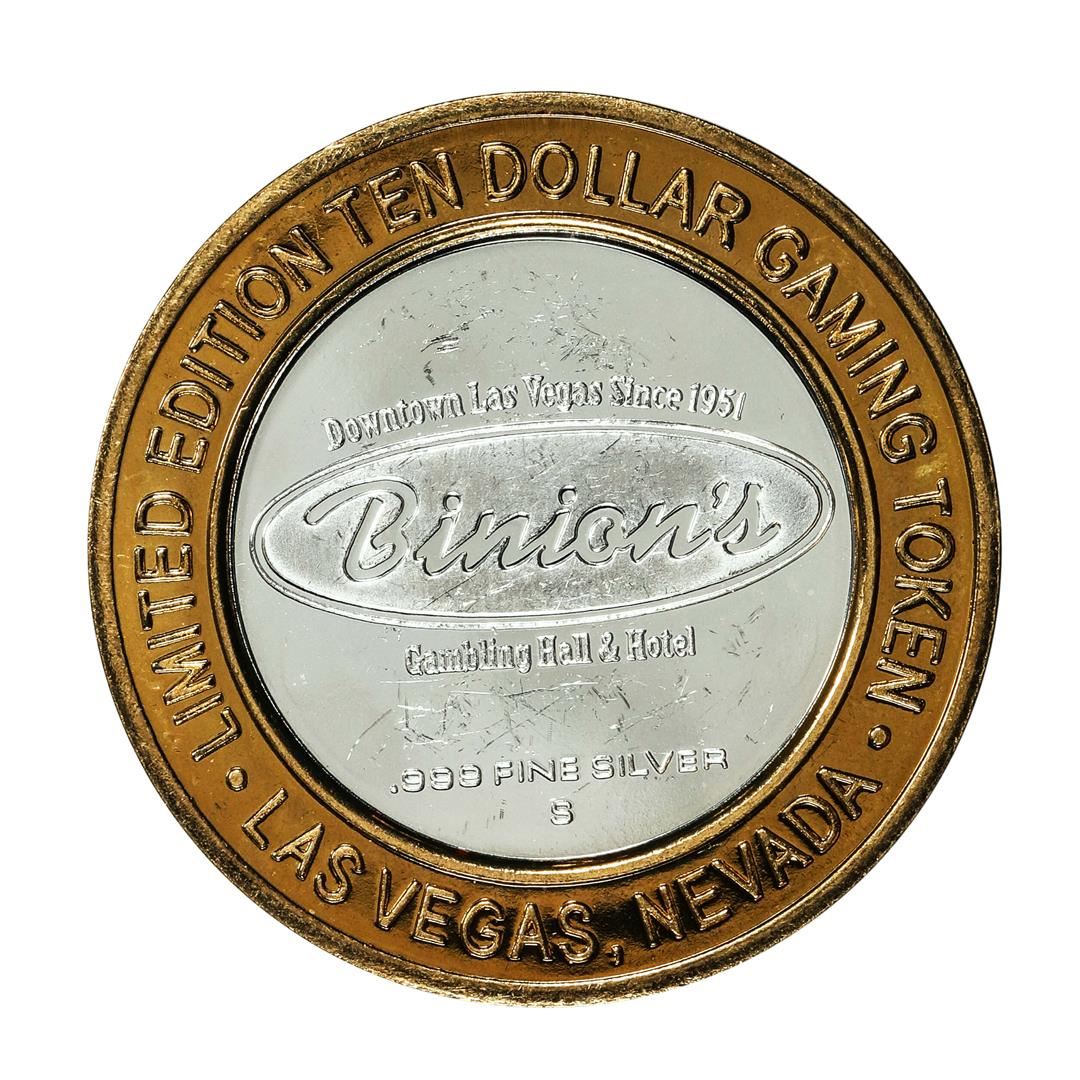 LIMITED EDITION TEN DOLLAR GAMING TOKEN
Downtown Las Vegas Since 1951
Binion's
Gambling Hall & Hotel
.999 FINE SILVER
S
• LAS VEGAS, NEVADA •